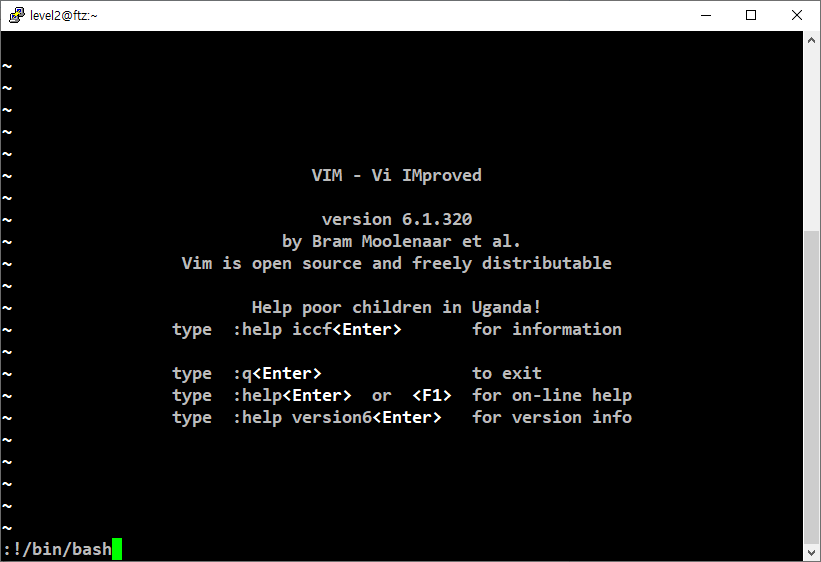 level2@ftz:~
~
~
~
~
~
~ VIM - Vi IMproved
~
~ version 6.1.320
~ by Bram Moolenaar et al.
~ Vim is open source and freely distributable
~
~ Help poor children in Uganda!
~ type :help iccf<Enter> for information
~
~ type :q<Enter> to exit
~ type :help<Enter> or <F1> for on-line help
~ type :help version6<Enter> for version info
~
~
~
~
~
:!/bin/bash